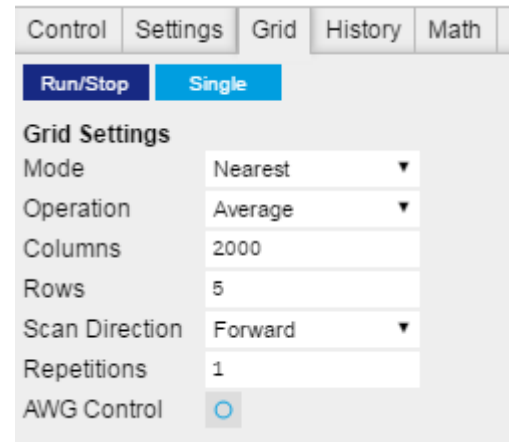 Control Settings Grid History Math
Run/Stop Single
Grid Settings
Mode Nearest
Operation Average
Columns 2000
Rows 5
Scan Direction Forward
Repetitions 1
AWG Control